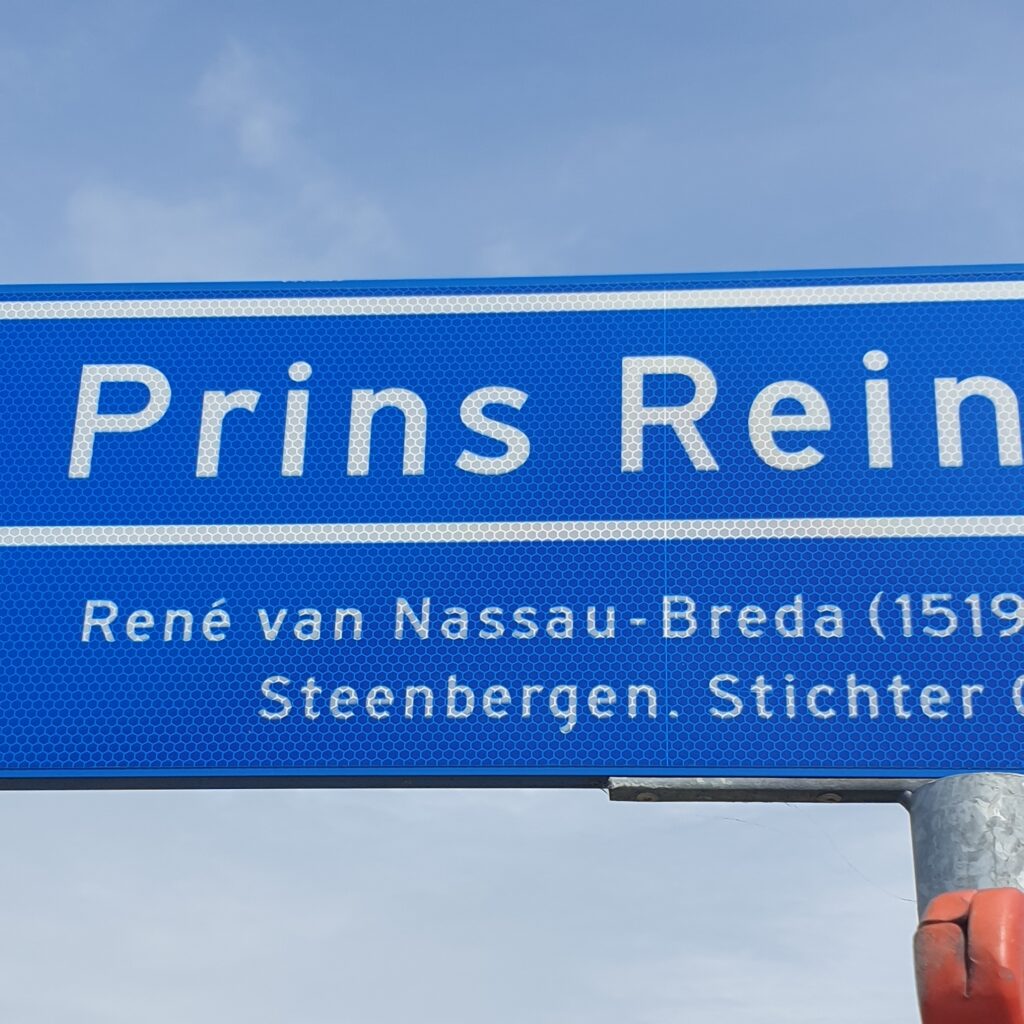 Prins Rein
René van Nassau-Breda (1519
Steenbergen. Stichter